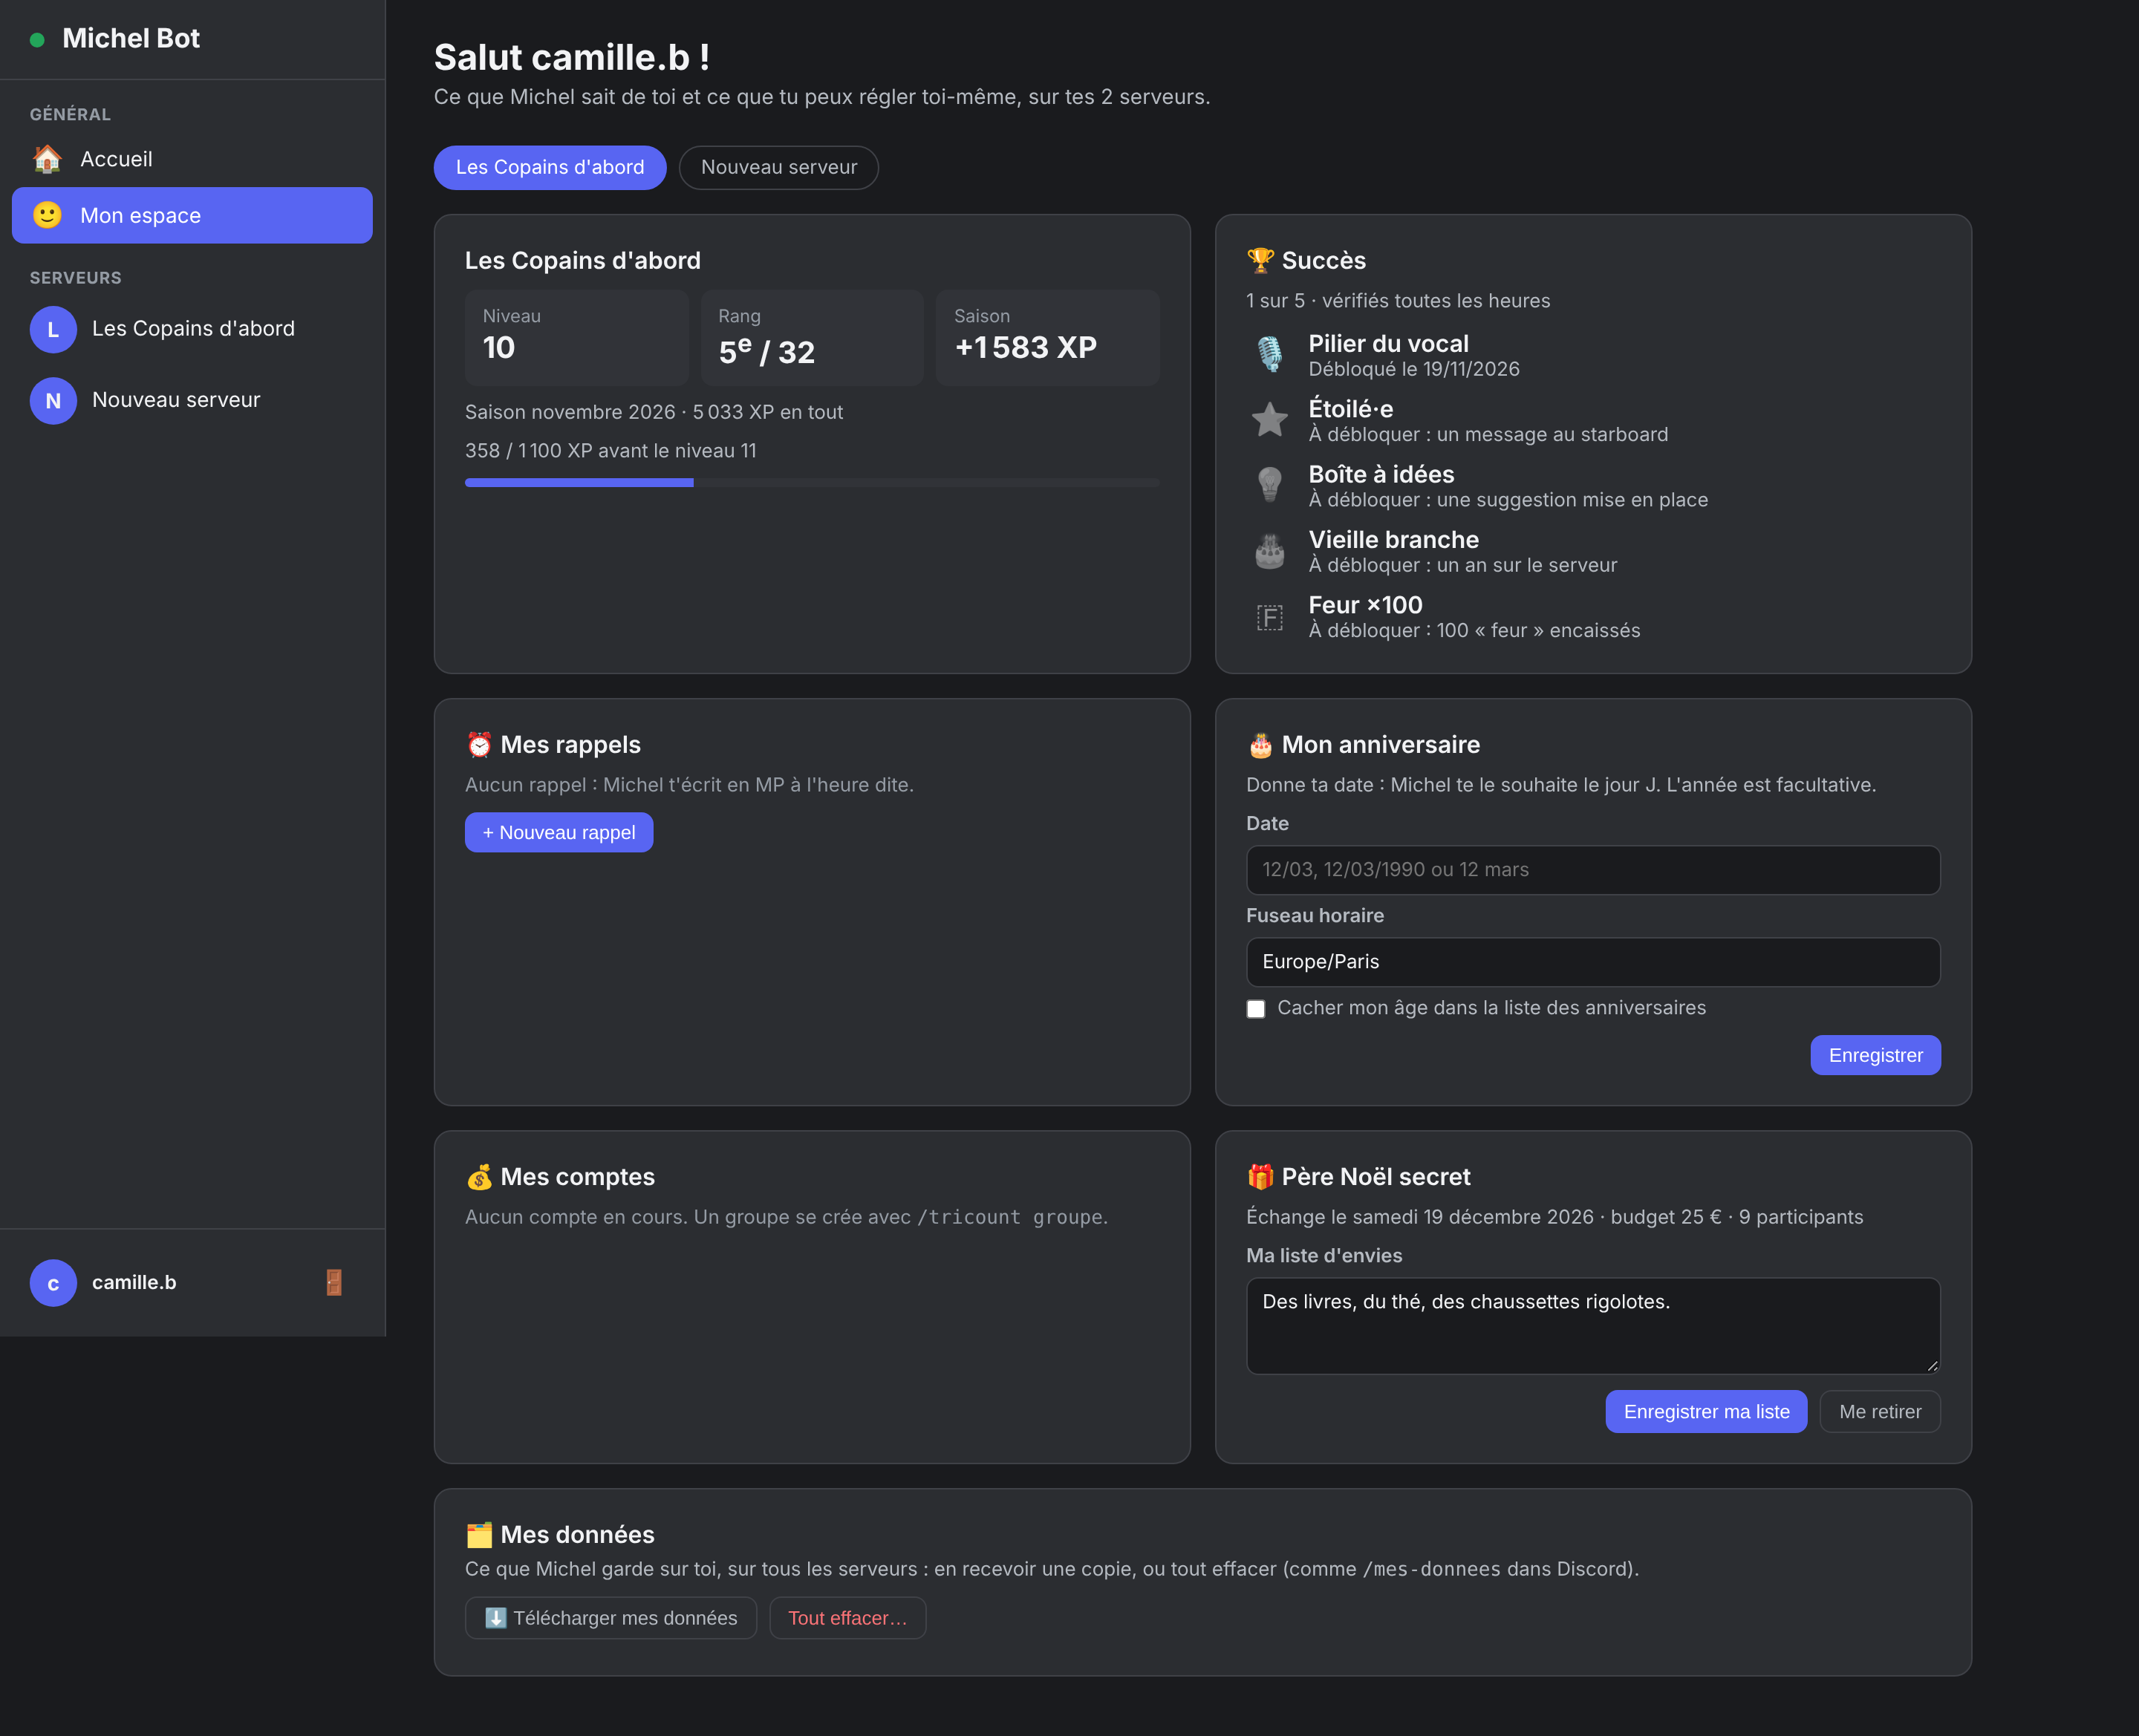 Michel Bot
GÉNÉRAL
🏠 Accueil
🙂 Mon espace
SERVEURS
L Les Copains d'abord
N Nouveau serveur
c camille.b 🚪
Salut camille.b !
Ce que Michel sait de toi et ce que tu peux régler toi-même, sur tes 2 serveurs.
Les Copains d'abord Nouveau serveur
Les Copains d'abord
Niveau
10
Rang
5e / 32
Saison
+1 583 XP
Saison novembre 2026 · 5 033 XP en tout
358 / 1 100 XP avant le niveau 11
🏆 Succès
1 sur 5 · vérifiés toutes les heures
Pilier du vocal
Débloqué le 19/11/2026
Étoilé·e
À débloquer : un message au starboard
Boîte à idées
À débloquer : une suggestion mise en place
Vieille branche
À débloquer : un an sur le serveur
🇫 Feur ×100
À débloquer : 100 « feur » encaissés
⏰ Mes rappels
Aucun rappel : Michel t'écrit en MP à l'heure dite.
+ Nouveau rappel
🎂 Mon anniversaire
Donne ta date : Michel te le souhaite le jour J. L'année est facultative.
Date
12/03, 12/03/1990 ou 12 mars
Fuseau horaire
Europe/Paris
Cacher mon âge dans la liste des anniversaires
Enregistrer
💰 Mes comptes
Aucun compte en cours. Un groupe se crée avec /tricount groupe.
🎁 Père Noël secret
Échange le samedi 19 décembre 2026 · budget 25 € · 9 participants
Ma liste d'envies
Des livres, du thé, des chaussettes rigolotes.
Enregistrer ma liste Me retirer
🗂️ Mes données
Ce que Michel garde sur toi, sur tous les serveurs : en recevoir une copie, ou tout effacer (comme /mes-donnees dans Discord).
⬇️ Télécharger mes données Tout effacer…